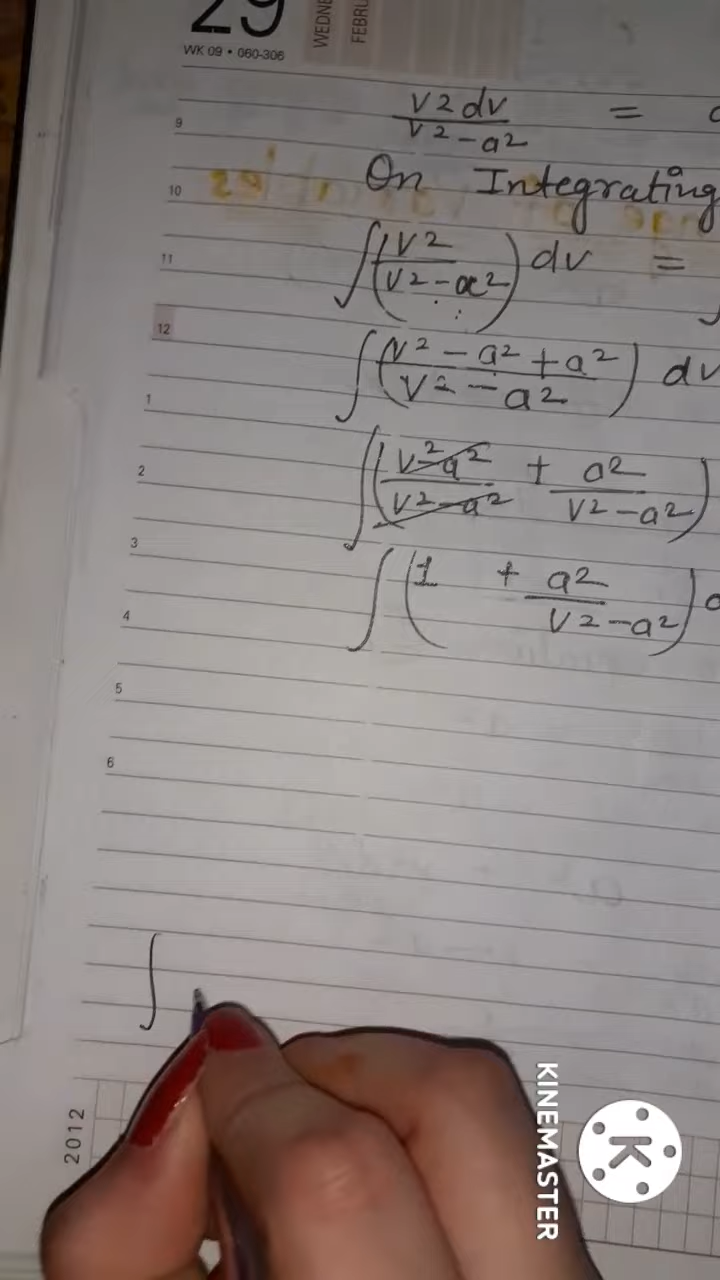 29
WEDNE
FEBRU
WK 09 • 060-306
V2dv / V2-a2 =
On Integrating
∫(V2 / V2-a2) dv =
∫(V2-a2+a2 / V2-a2) dv
∫(V2-a2 / V2-a2 + a2 / V2-a2)
∫(1 + a2 / V2-a2)
∫
9
10
11
12
1
2
3
4
5
6
2012
KINEMASTER